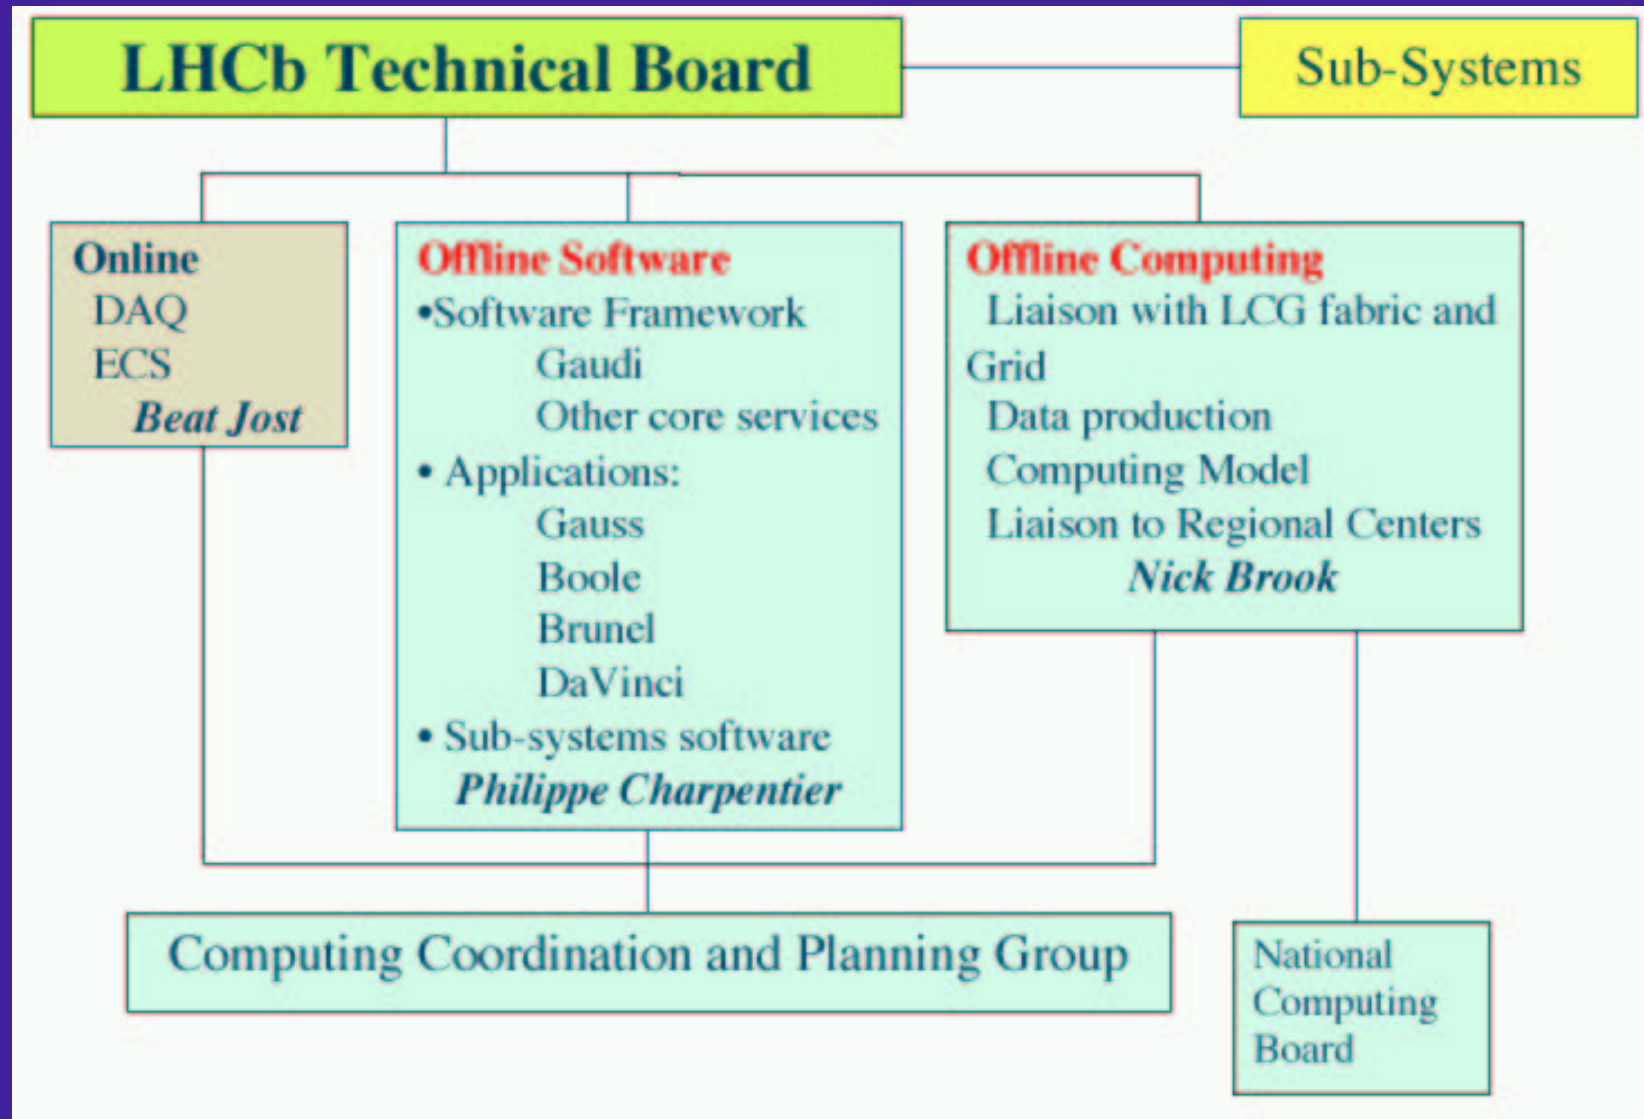 LHCb Technical Board
Sub-Systems
Online
DAQ
ECS
Beat Jost
Offline Software
•Software Framework
Gaudi
Other core services
• Applications:
Gauss
Boole
Brunel
DaVinci
• Sub-systems software
Philippe Charpentier
Offline Computing
Liaison with LCG fabric and
Grid
Data production
Computing Model
Liaison to Regional Centers
Nick Brook
Computing Coordination and Planning Group
National
Computing
Board